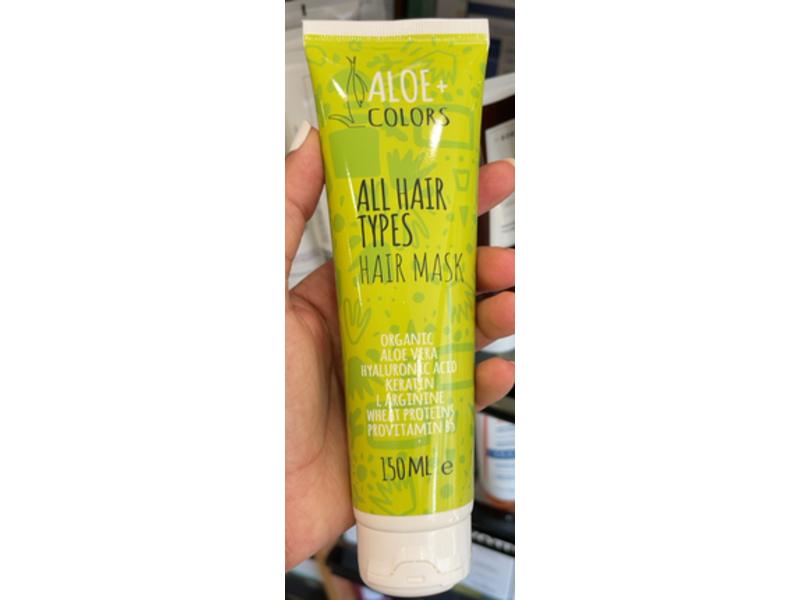 ALOE+
COLORS
ALL HAIR
TYPES
HAIR MASK
ORGANIC
ALOE VERA
HYALURONIC ACID
KERATIN
L ARGININE
WHEAT PROTEINS
PROVITAMIN B5
150ML e